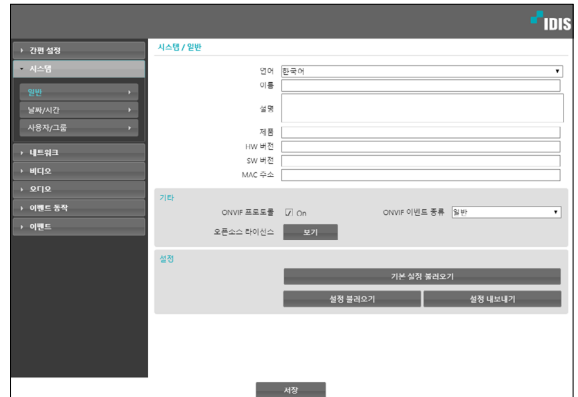 IDIS
간편 설정
시스템
일반
날짜/시간
사용자/그룹
네트워크
비디오
오디오
이벤트 동작
이벤트
시스템 / 일반
언어 한국어
이름
설명
제품
HW 버전
SW 버전
MAC 주소
기타
ONVIF 프로토콜 On ONVIF 이벤트 종류 일반
오픈소스 라이선스 보기
설정
기본 설정 불러오기
설정 불러오기 설정 내보내기
저장